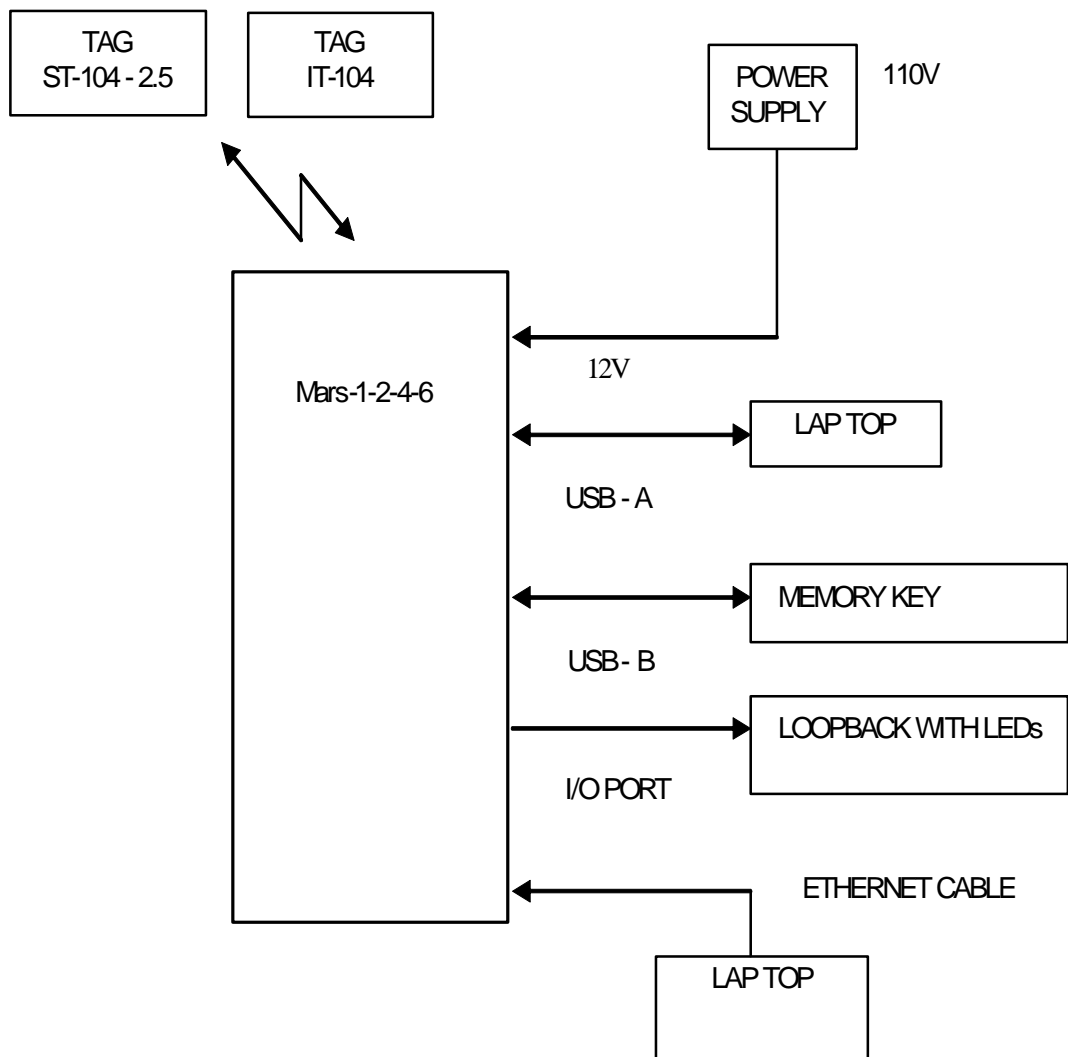 TAG
ST-104 - 2.5
TAG
IT-104
POWER
SUPPLY
110V
12V
Mars-1-2-4-6
LAP TOP
USB - A
MEMORY KEY
USB - B
LOOPBACK WITH LEDs
I/O PORT
ETHERNET CABLE
LAP TOP